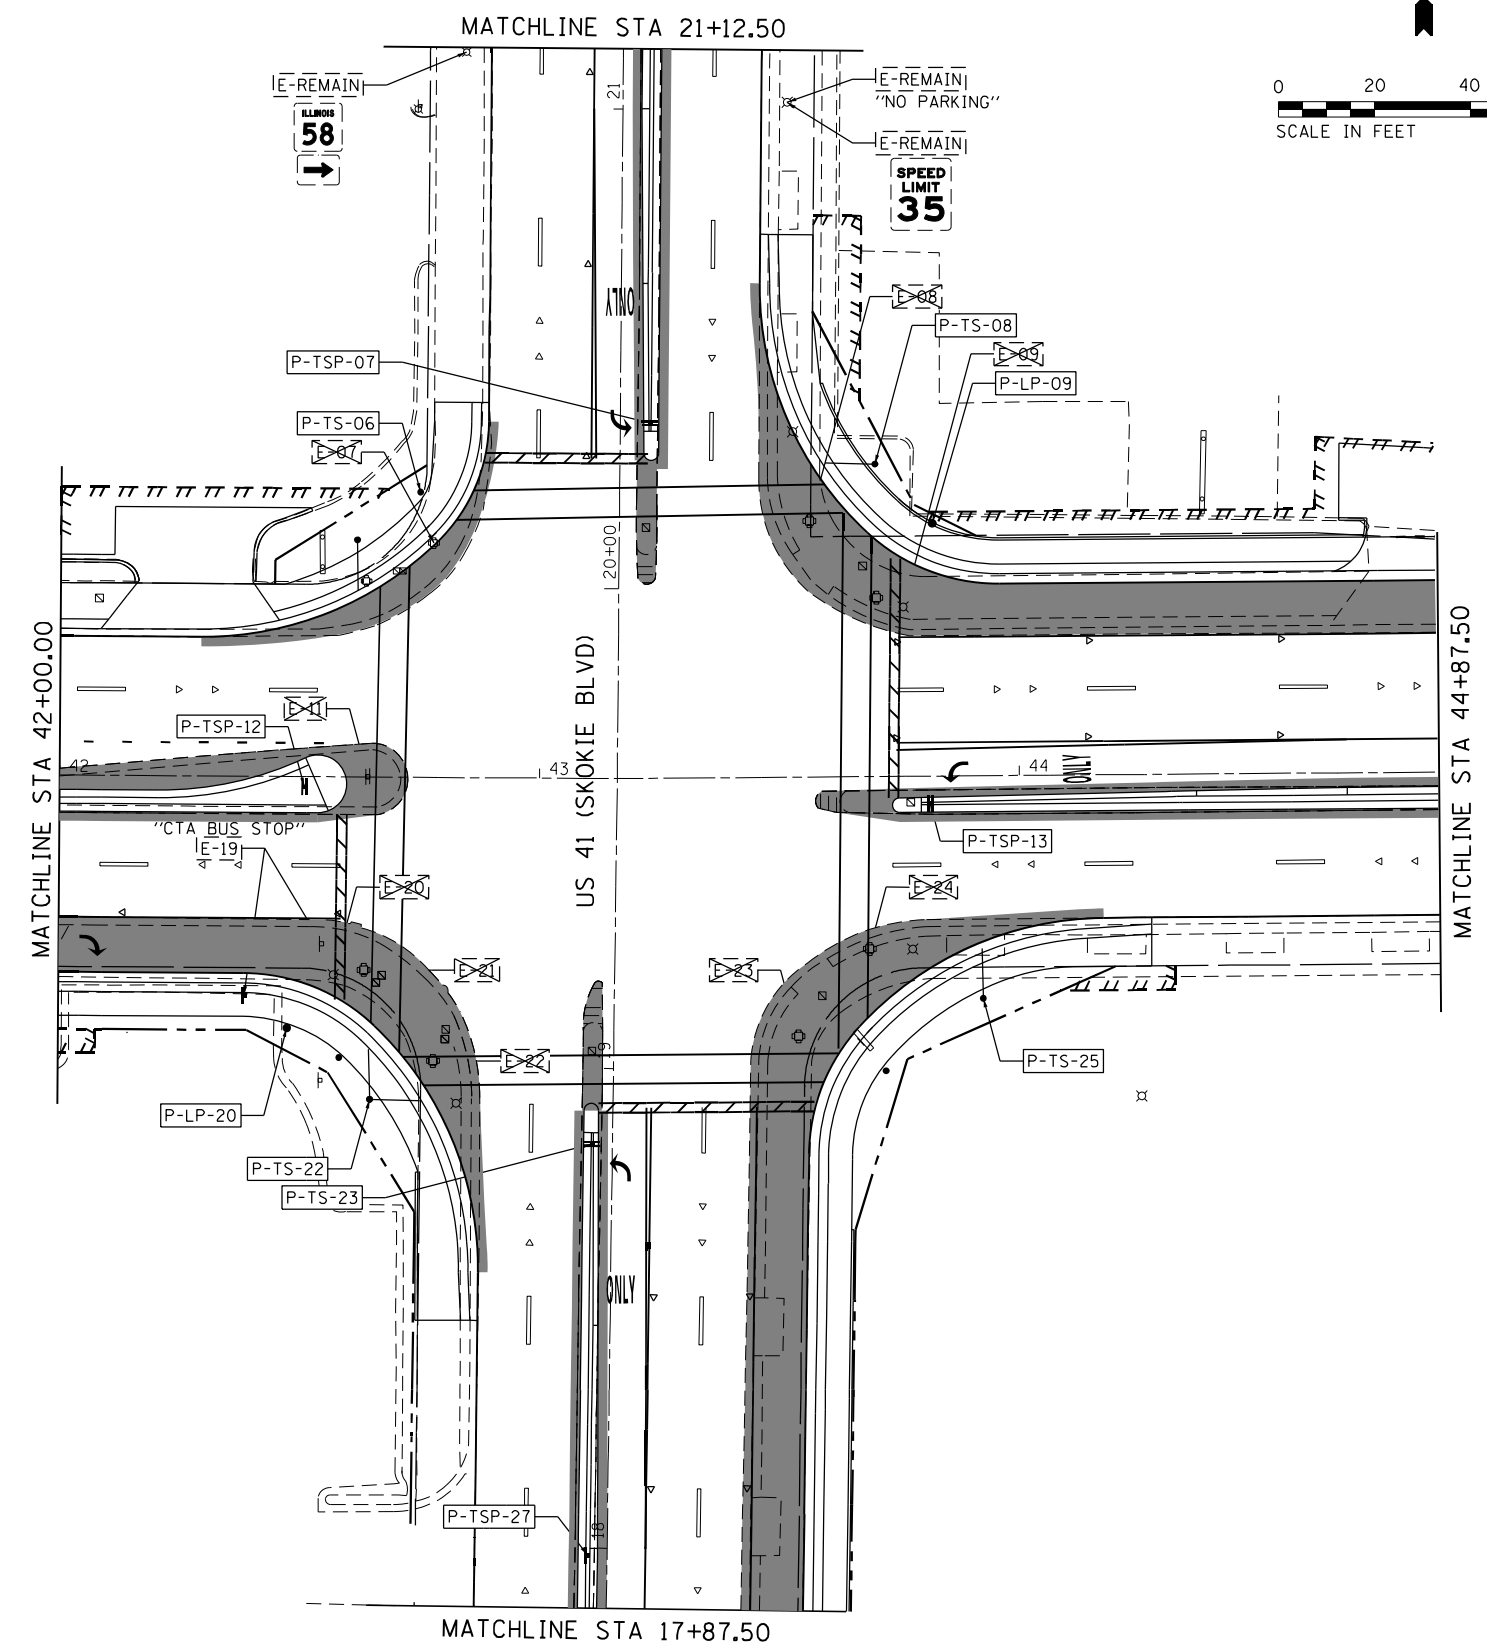 MATCHLINE STA 21+12.50
E-REMAIN
ILLINOIS
58
E-REMAIN
"NO PARKING"
E-REMAIN
SPEED
LIMIT
35
0 20 40
SCALE IN FEET
21
ONLY
E-08
P-TS-08
E-09
P-LP-09
P-TSP-07
P-TS-06
E-07
20+00
MATCHLINE STA 42+00.00
US 41 (SKOKIE BLVD)
MATCHLINE STA 44+87.50
E-11
P-TSP-12
42
43
44
ONLY
"CTA BUS STOP"
E-19
P-TSP-13
E-20
E-24
E-21
E-23
E-22
19
P-TS-25
P-LP-20
P-TS-22
P-TS-23
ONLY
P-TSP-27
18
MATCHLINE STA 17+87.50